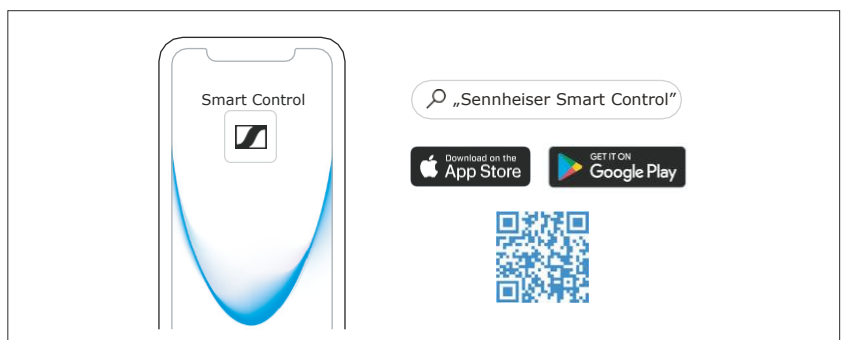 Smart Control
„Sennheiser Smart Control”
Download on the
App Store
GET IT ON
Google Play